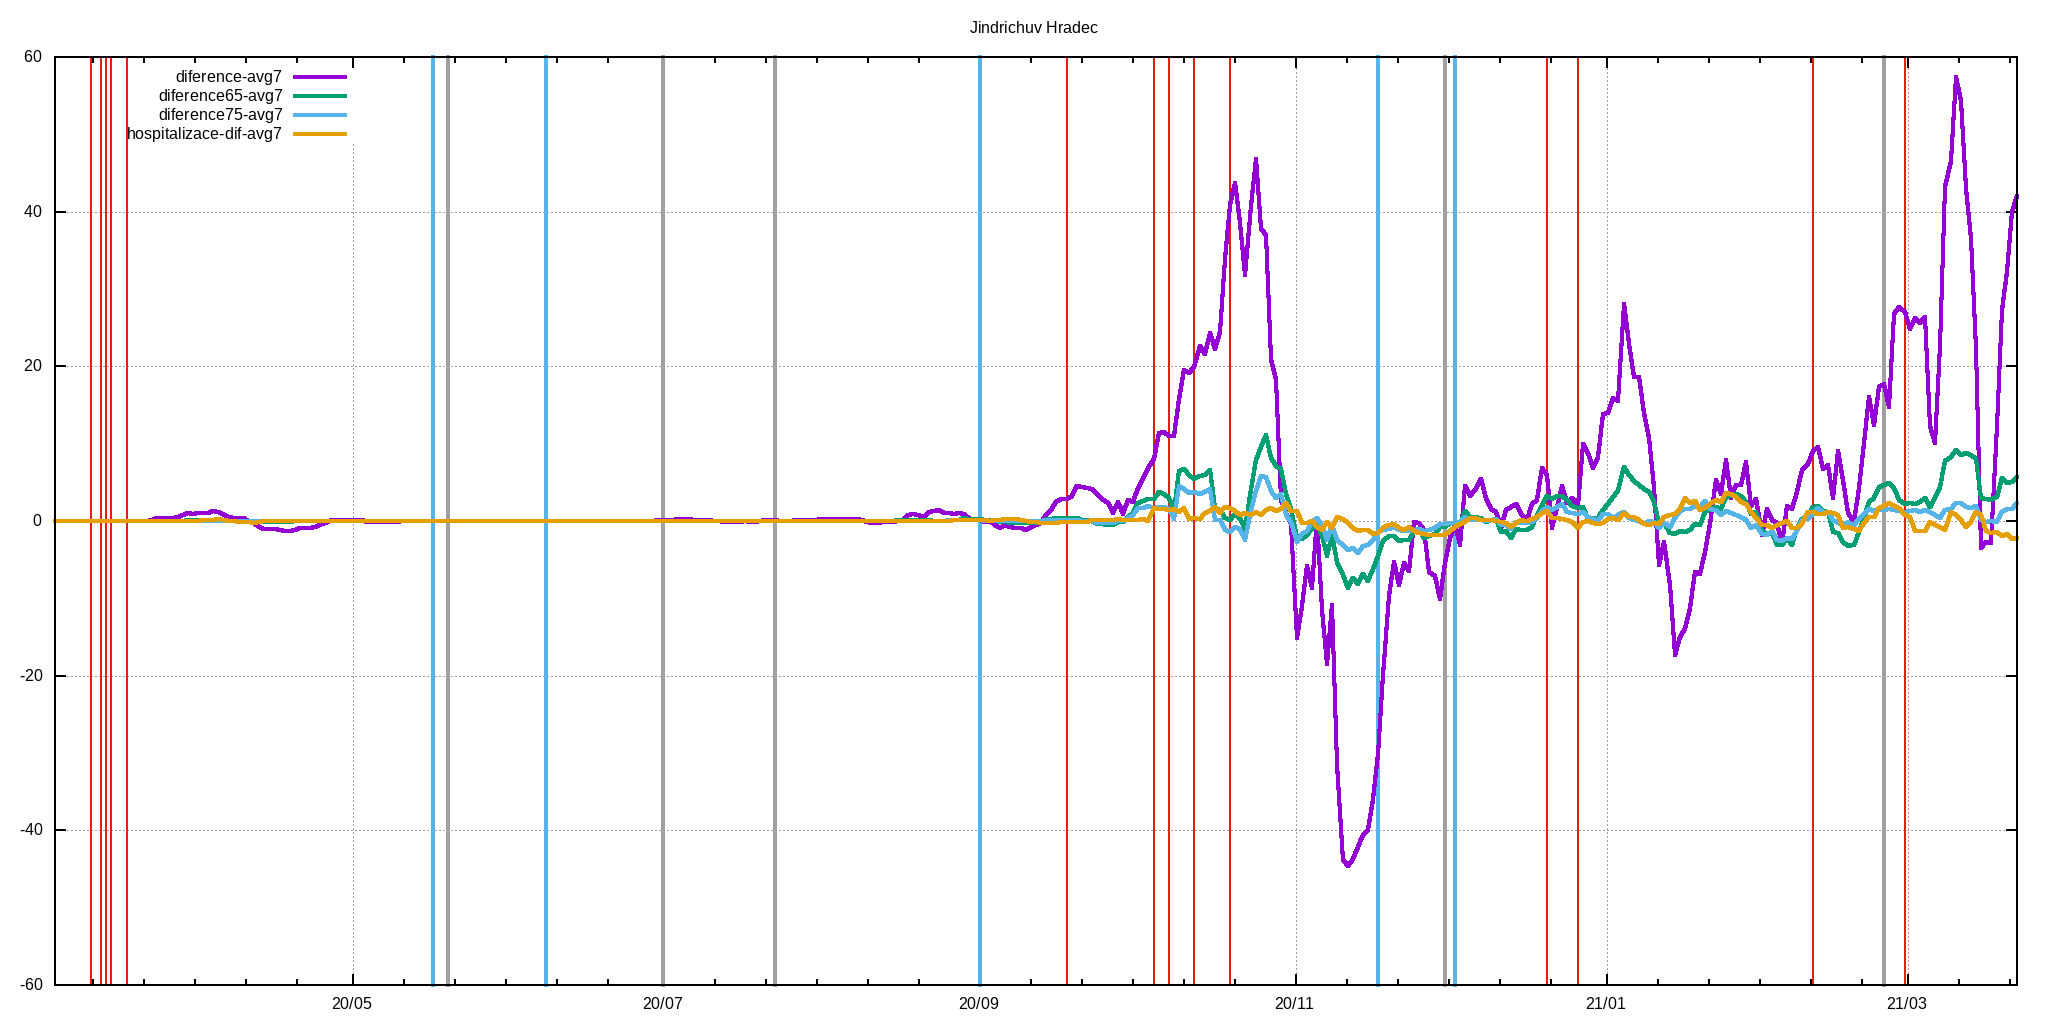 Jindrichuv Hradec
60
diference-avg7
diference65-avg7
diference75-avg7
hospitalizace-dif-avg7
40
20
0
-20
-40
-60
20/05 20/07 20/09 20/11 21/01 21/03